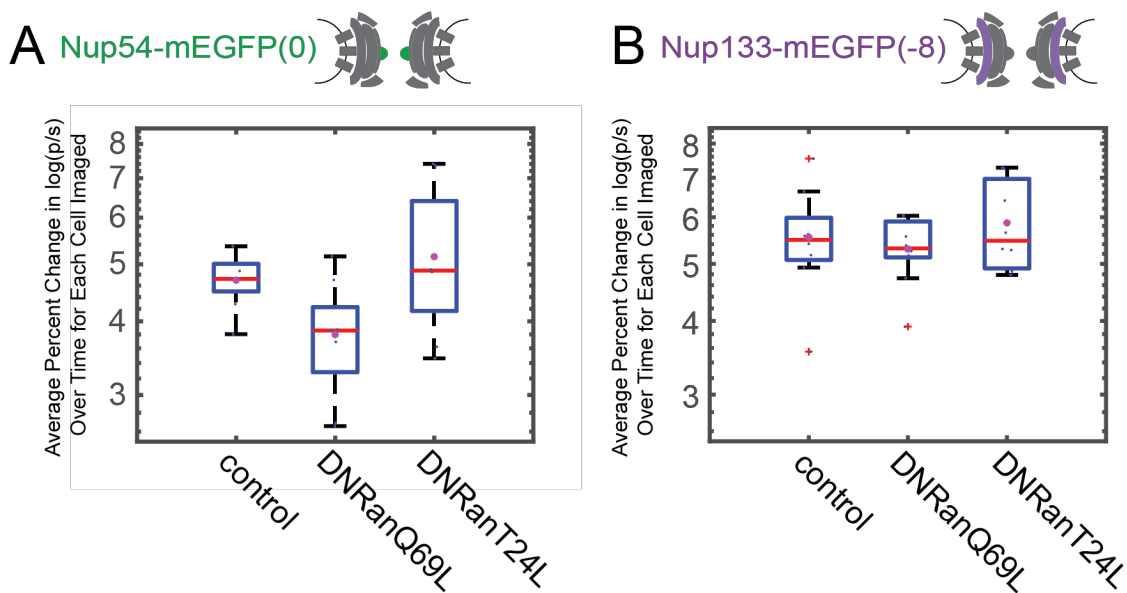 A Nup54-mEGFP(0)
Average Percent Change in log(p/s)
Over Time for Each Cell Imaged
8
7
6
5
4
3
control
DNRanQ69L
DNRanT24L
B Nup133-mEGFP(-8)
Average Percent Change in log(p/s)
Over Time for Each Cell Imaged
8
7
6
5
4
3
control
DNRanQ69L
DNRanT24L